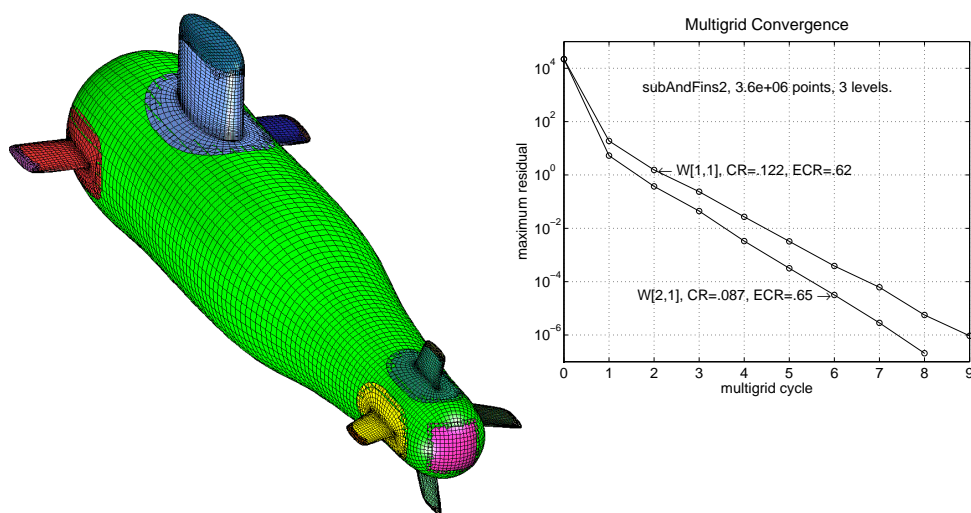 Multigrid Convergence
10^4
10^2
10^0
10^−2
10^−4
10^−6
maximum residual
subAndFins2, 3.6e+06 points, 3 levels.
← W[1,1], CR=.122, ECR=.62
W[2,1], CR=.087, ECR=.65→
0 1 2 3 4 5 6 7 8 9
multigrid cycle